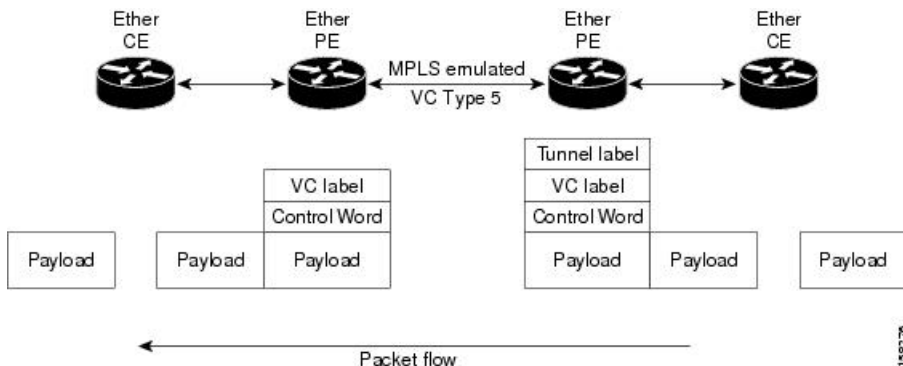 Ether
CE
Ether
PE
MPLS emulated
VC Type 5
Ether
PE
Ether
CE
Tunnel label
VC label
VC label
Control Word
Control Word
Payload
Payload
Payload
Payload
Payload
Payload
Packet flow